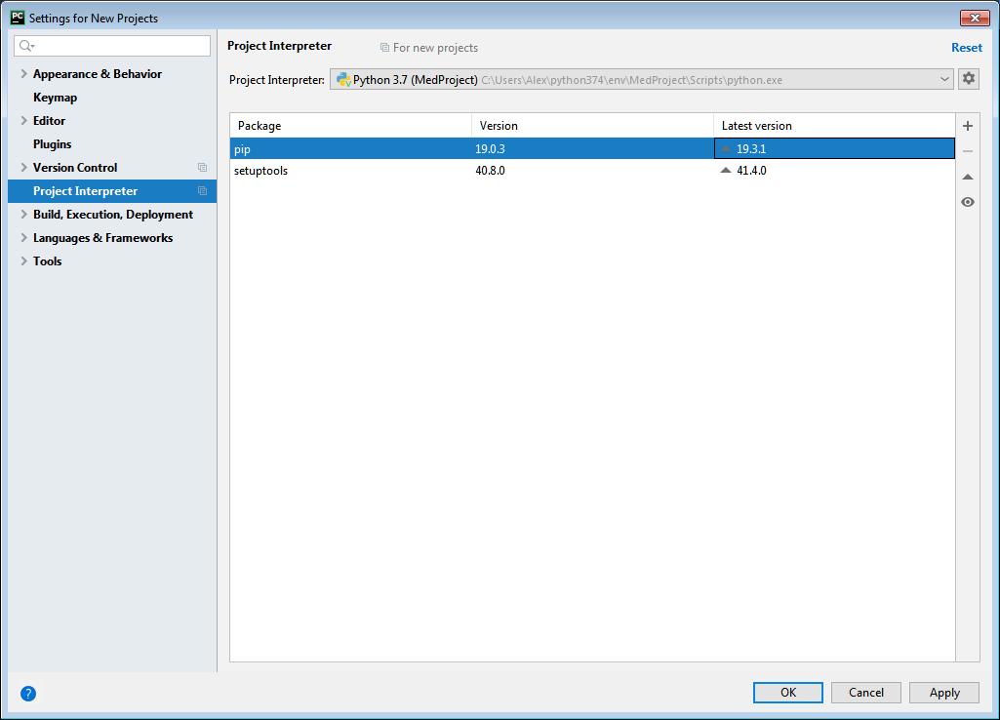 PC Settings for New Projects
Appearance & Behavior
Keymap
Editor
Plugins
Version Control
Project Interpreter
Build, Execution, Deployment
Languages & Frameworks
Tools
Project Interpreter For new projects Reset
Project Interpreter: Python 3.7 (MedProject) C:\Users\Alex\python374\env\MedProject\Scripts\python.exe
Package Version Latest version
pip 19.0.3 19.3.1
setuptools 40.8.0 41.4.0
? OK Cancel Apply